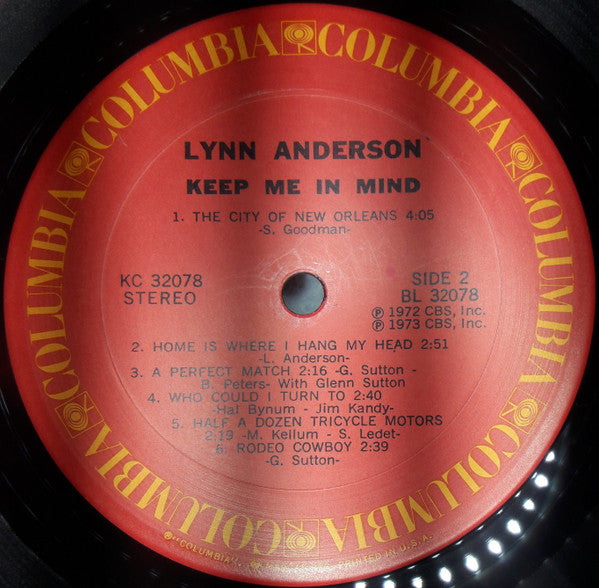 COLUMBIA COLUMBIA COLUMBIA COLUMBIA COLUMBIA COLUMBIA
LYNN ANDERSON
KEEP ME IN MIND
1. THE CITY OF NEW ORLEANS 4:05
-S. Goodman-
KC 32078
STEREO
SIDE 2
BL 32078
Ⓟ 1972 CBS, Inc.
Ⓟ 1973 CBS, Inc.
2. HOME IS WHERE I HANG MY HEAD 2:51
-L. Anderson-
3. A PERFECT MATCH 2:16 -G. Sutton -
B. Peters- With Glenn Sutton
4. WHO COULD I TURN TO 2:40
-Hal Bynum - Jim Kandy-
5. HALF A DOZEN TRICYCLE MOTORS
2:19 -M. Kellum - S. Ledet-
6. RODEO COWBOY 2:39
-G. Sutton-
"COLUMBIA" PRINTED IN U.S.A.